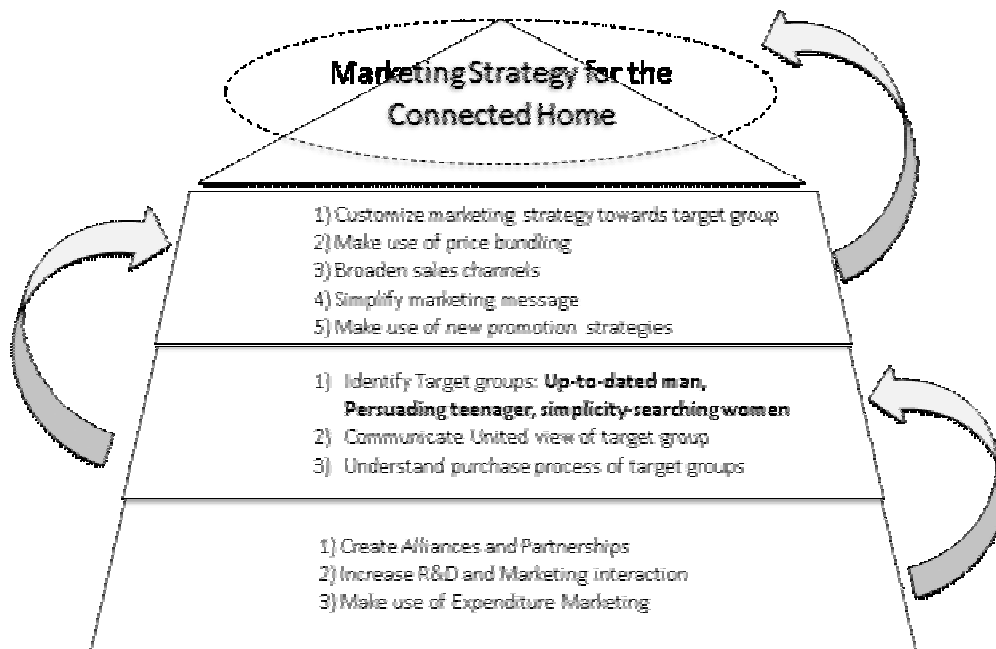 Marketing Strategy for the
Connected Home
1) Customize marketing strategy towards target group
2) Make use of price bundling
3) Broaden sales channels
4) Simplify marketing message
5) Make use of new promotion strategies
1) Identify Target groups: Up-to-dated man,
Persuading teenager, simplicity-searching women
2) Communicate United view of target group
3) Understand purchase process of target groups
1) Create Alliances and Partnerships
2) Increase R&D and Marketing interaction
3) Make use of Expenditure Marketing